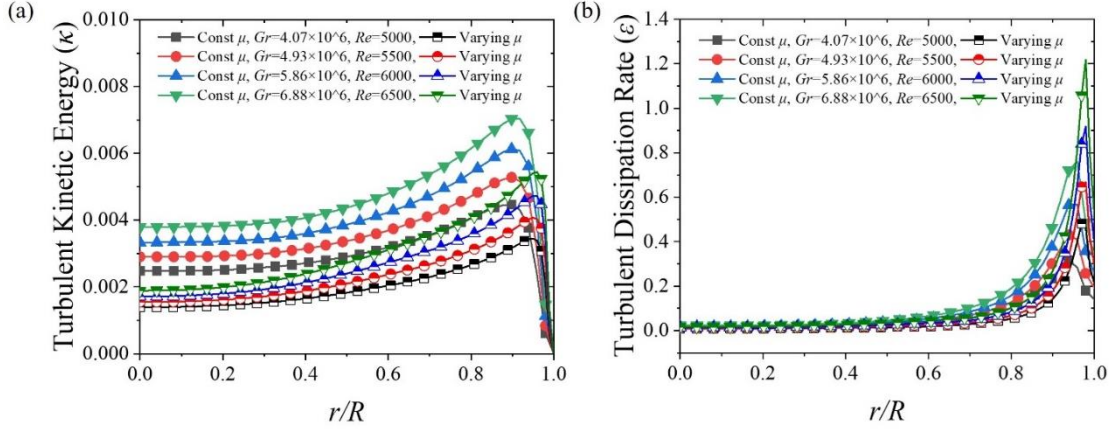 (a)
Turbulent Kinetic Energy (κ)
0.010
0.008
0.006
0.004
0.002
0.000
Const μ, Gr=4.07×10^6, Re=5000, Varying μ
Const μ, Gr=4.93×10^6, Re=5500, Varying μ
Const μ, Gr=5.86×10^6, Re=6000, Varying μ
Const μ, Gr=6.88×10^6, Re=6500, Varying μ
0.0 0.2 0.4 0.6 0.8 1.0
r/R
(b)
Turbulent Dissipation Rate (ε)
1.4
1.2
1.0
0.8
0.6
0.4
0.2
0.0
Const μ, Gr=4.07×10^6, Re=5000, Varying μ
Const μ, Gr=4.93×10^6, Re=5500, Varying μ
Const μ, Gr=5.86×10^6, Re=6000, Varying μ
Const μ, Gr=6.88×10^6, Re=6500, Varying μ
0.0 0.2 0.4 0.6 0.8 1.0
r/R